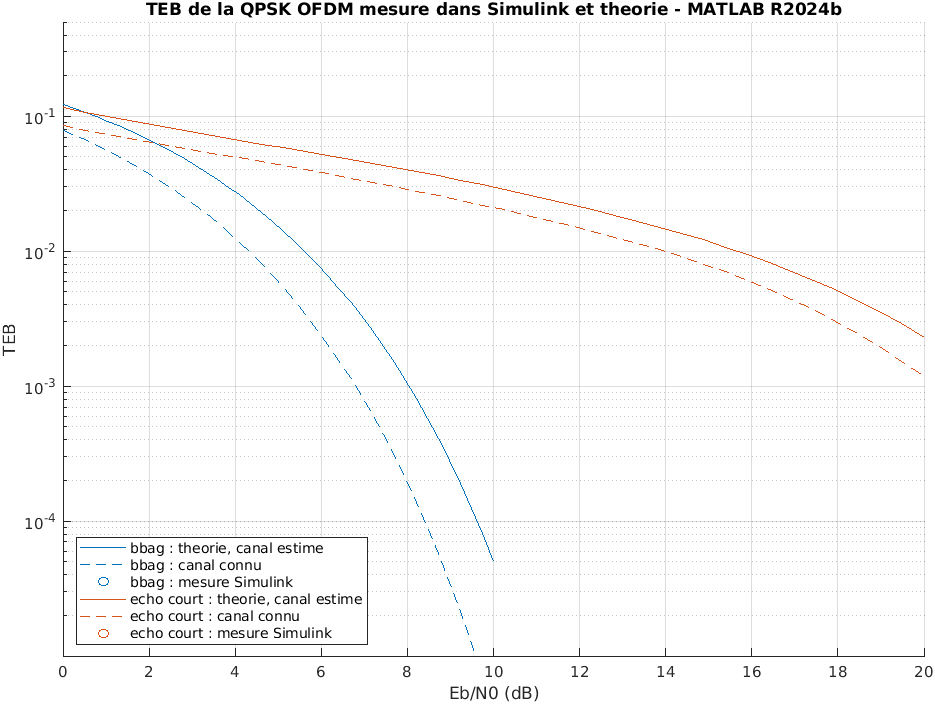 TEB de la QPSK OFDM mesure dans Simulink et theorie - MATLAB R2024b
10-1
10-2
10-3
10-4
TEB
bbag : theorie, canal estime
bbag : canal connu
bbag : mesure Simulink
echo court : theorie, canal estime
echo court : canal connu
echo court : mesure Simulink
0 2 4 6 8 10 12 14 16 18 20
Eb/N0 (dB)